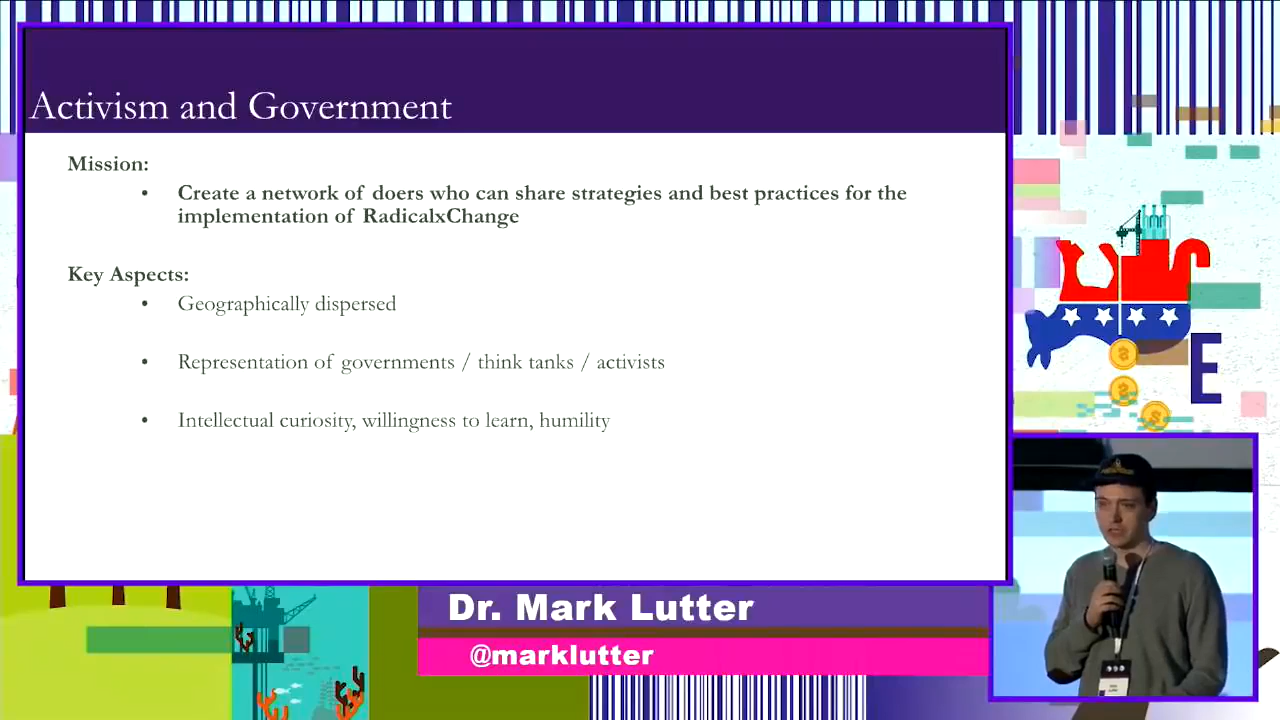 Activism and Government
Mission:
• Create a network of doers who can share strategies and best practices for the
implementation of RadicalxChange
Key Aspects:
• Geographically dispersed
• Representation of governments / think tanks / activists
• Intellectual curiosity, willingness to learn, humility
E
Dr. Mark Lutter
@marklutter